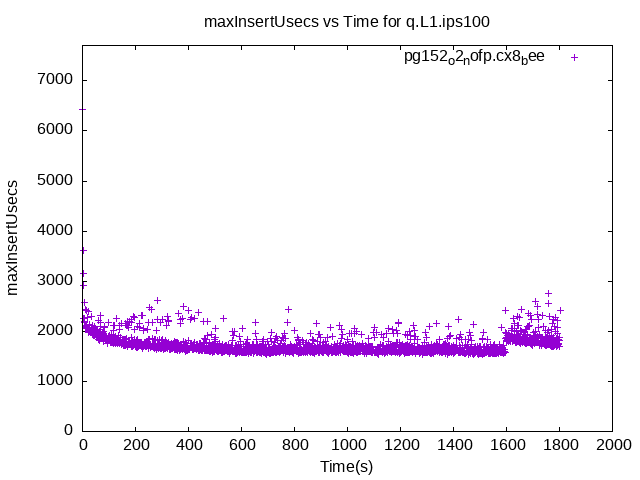 maxInsertUsecs vs Time for q.L1.ips100
pg152_o2_nofp.cx8_bee
7000
6000
5000
4000
3000
2000
1000
0
maxInsertUsecs
0 200 400 600 800 1000 1200 1400 1600 1800 2000
Time(s)